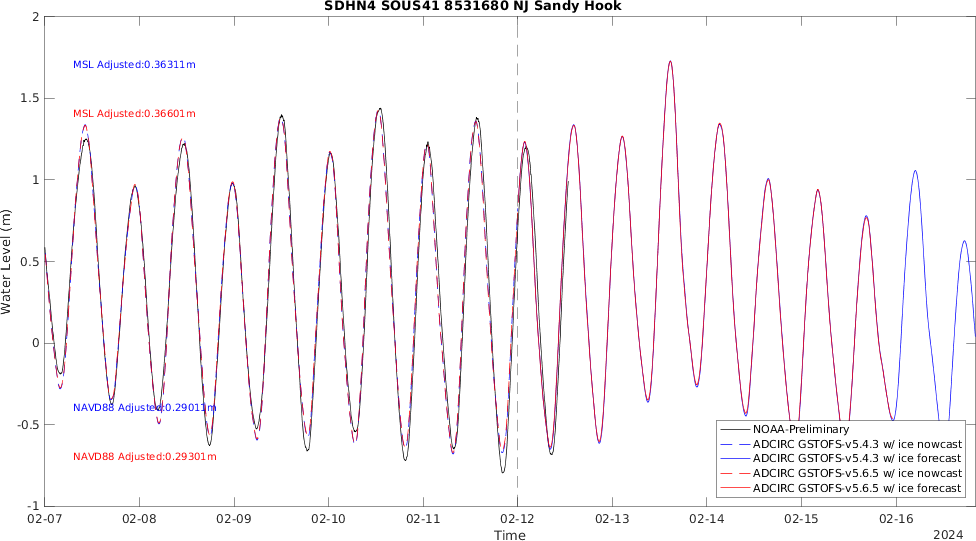 SDHN4 SOUS41 8531680 NJ Sandy Hook
2
1.5
1
0.5
0
-0.5
-1
Water Level (m)
MSL Adjusted:0.36311m
MSL Adjusted:0.36601m
NAVD88 Adjusted:0.29011m
NAVD88 Adjusted:0.29301m
NOAA-Preliminary
ADCIRC GSTOFS-v5.4.3 w/ ice nowcast
ADCIRC GSTOFS-v5.4.3 w/ ice forecast
ADCIRC GSTOFS-v5.6.5 w/ ice nowcast
ADCIRC GSTOFS-v5.6.5 w/ ice forecast
02-07 02-08 02-09 02-10 02-11 02-12 02-13 02-14 02-15 02-16
Time
2024